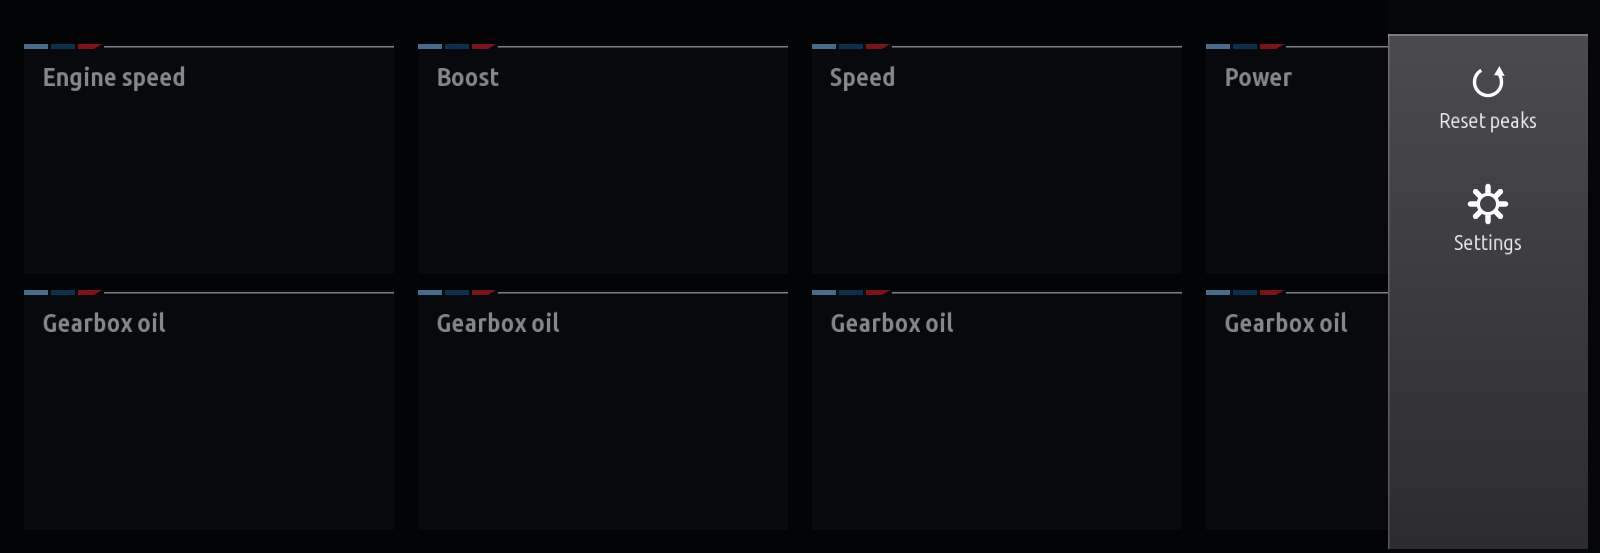 Engine speed
Boost
Speed
Power
Reset peaks
Settings
Gearbox oil
Gearbox oil
Gearbox oil
Gearbox oil